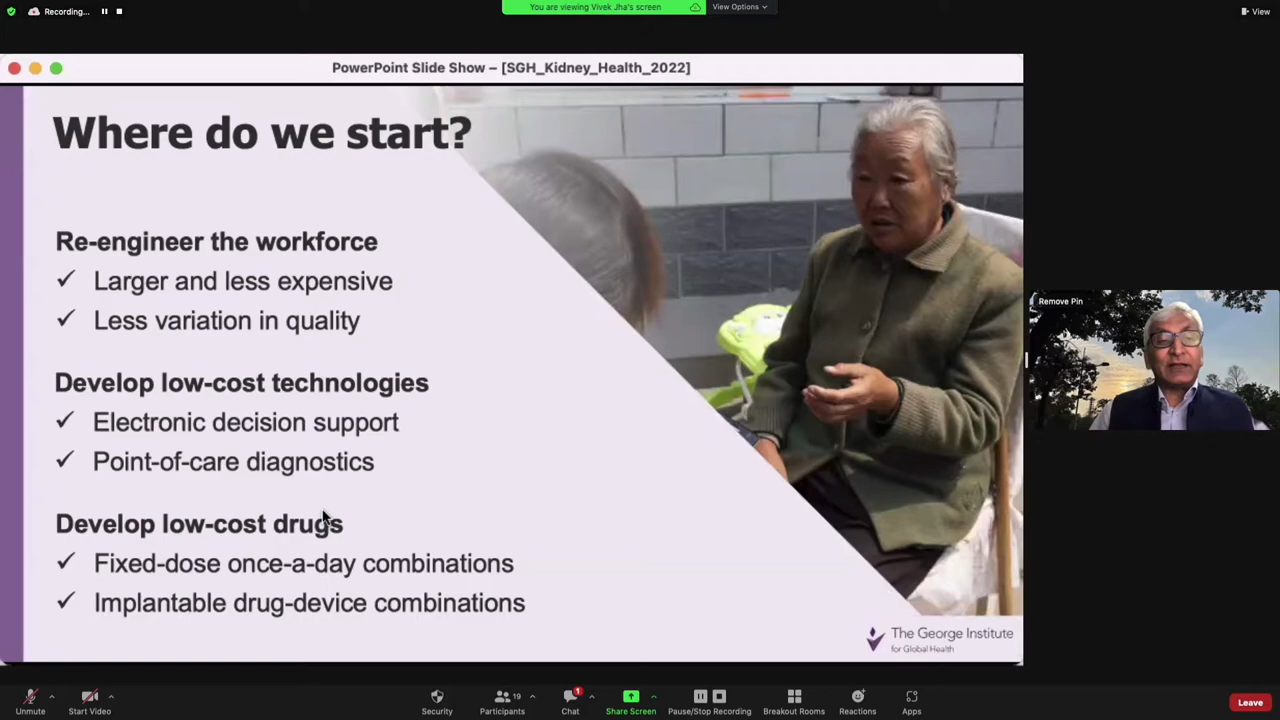 Recording...
You are viewing Vivek Jha's screen
View Options
View
PowerPoint Slide Show – [SGH_Kidney_Health_2022]
Where do we start?
Re-engineer the workforce
✓ Larger and less expensive
✓ Less variation in quality
Develop low-cost technologies
✓ Electronic decision support
✓ Point-of-care diagnostics
Develop low-cost drugs
✓ Fixed-dose once-a-day combinations
✓ Implantable drug-device combinations
The George Institute
for Global Health
Remove Pin
Unmute
Start Video
Security
19
Participants
1
Chat
Share Screen
Pause/Stop Recording
Breakout Rooms
Reactions
Apps
Leave